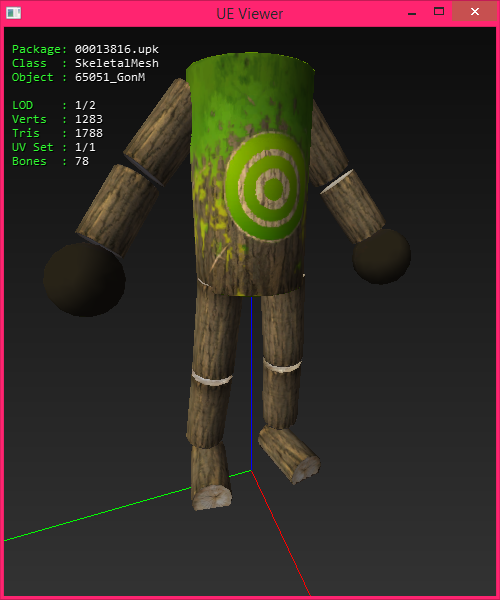 UE Viewer
Package: 00013816.upk
Class : SkeletalMesh
Object : 65051_GonM
LOD : 1/2
Verts : 1283
Tris : 1788
UV Set : 1/1
Bones : 78